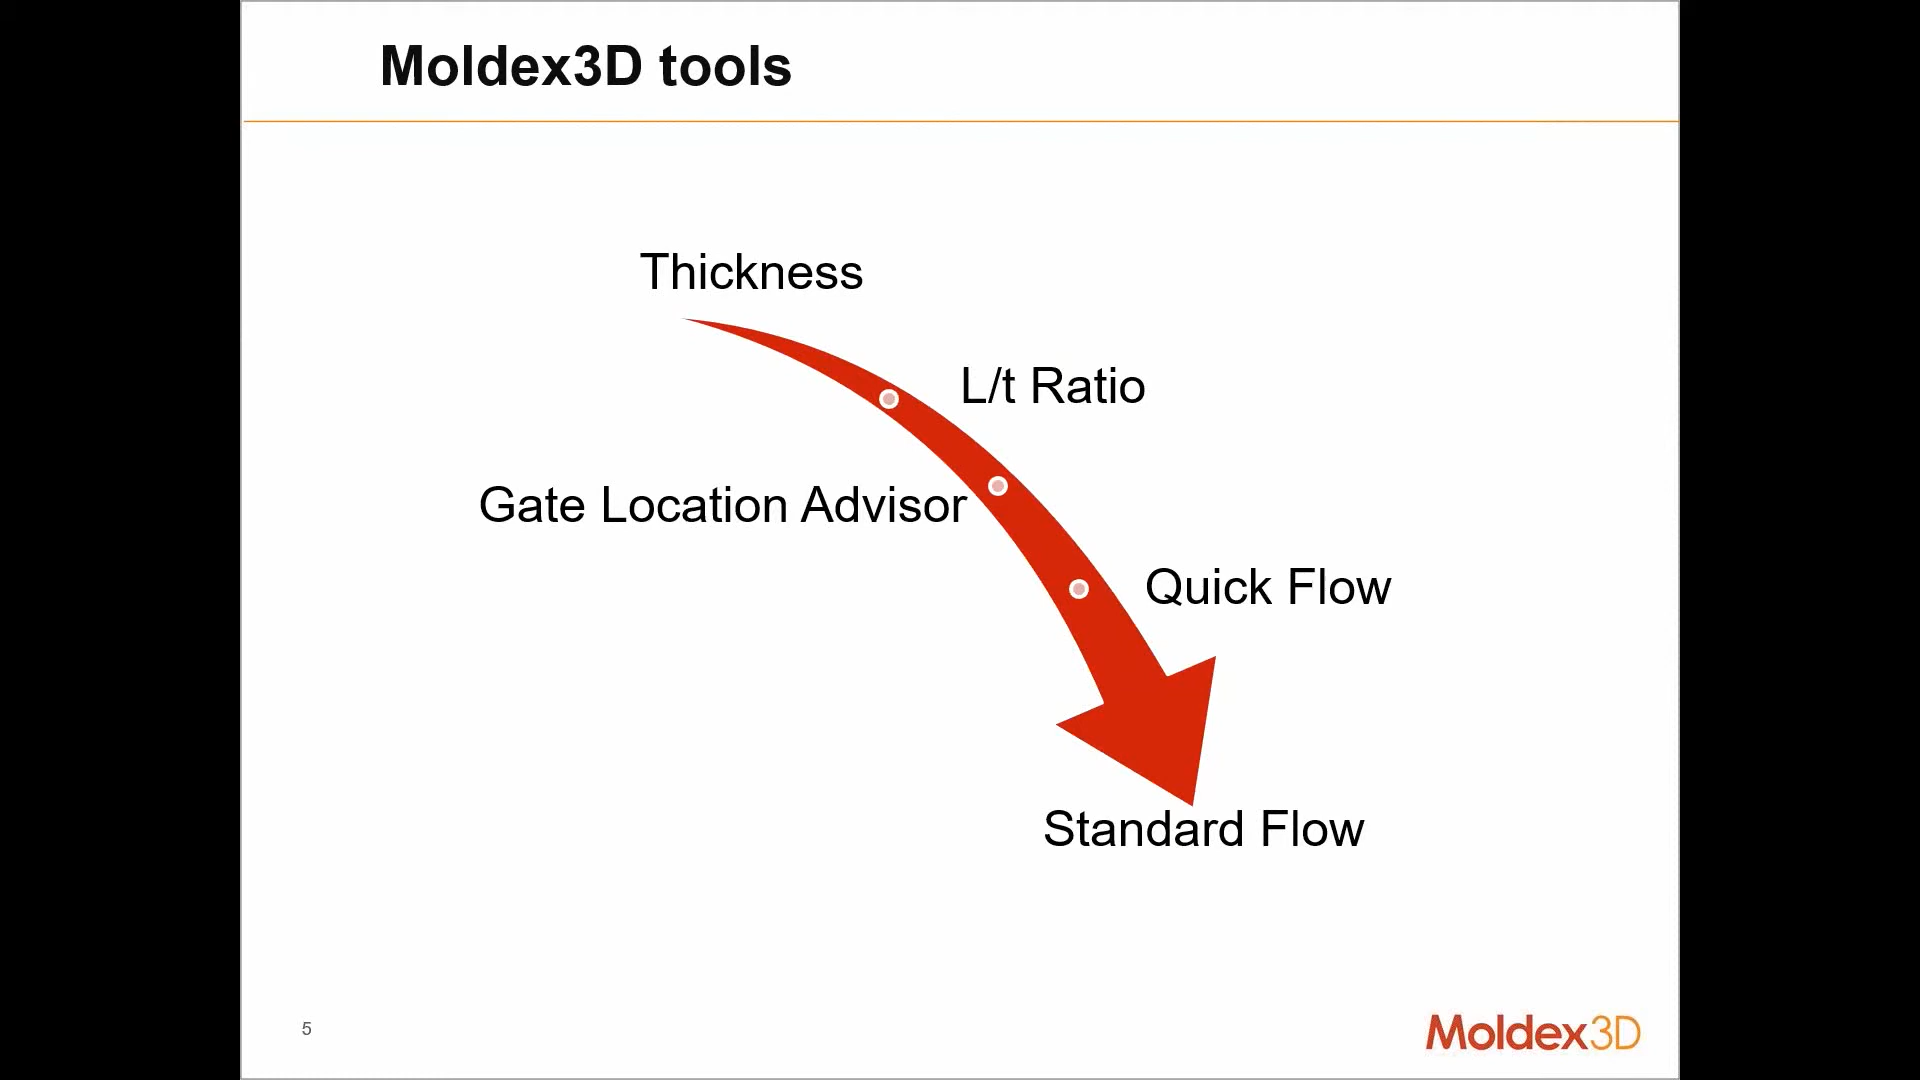 Moldex3D tools
Thickness
L/t Ratio
Gate Location Advisor
Quick Flow
Standard Flow
5
Moldex3D